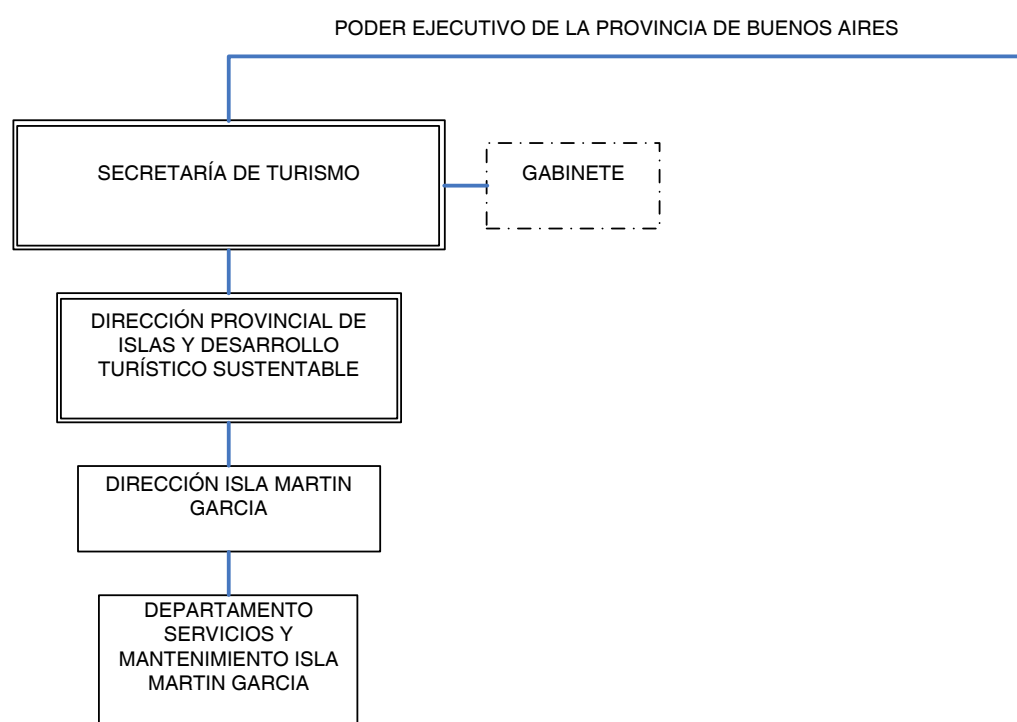 PODER EJECUTIVO DE LA PROVINCIA DE BUENOS AIRES
SECRETARÍA DE TURISMO
GABINETE
DIRECCIÓN PROVINCIAL DE
ISLAS Y DESARROLLO
TURÍSTICO SUSTENTABLE
DIRECCIÓN ISLA MARTIN
GARCIA
DEPARTAMENTO
SERVICIOS Y
MANTENIMIENTO ISLA
MARTIN GARCIA